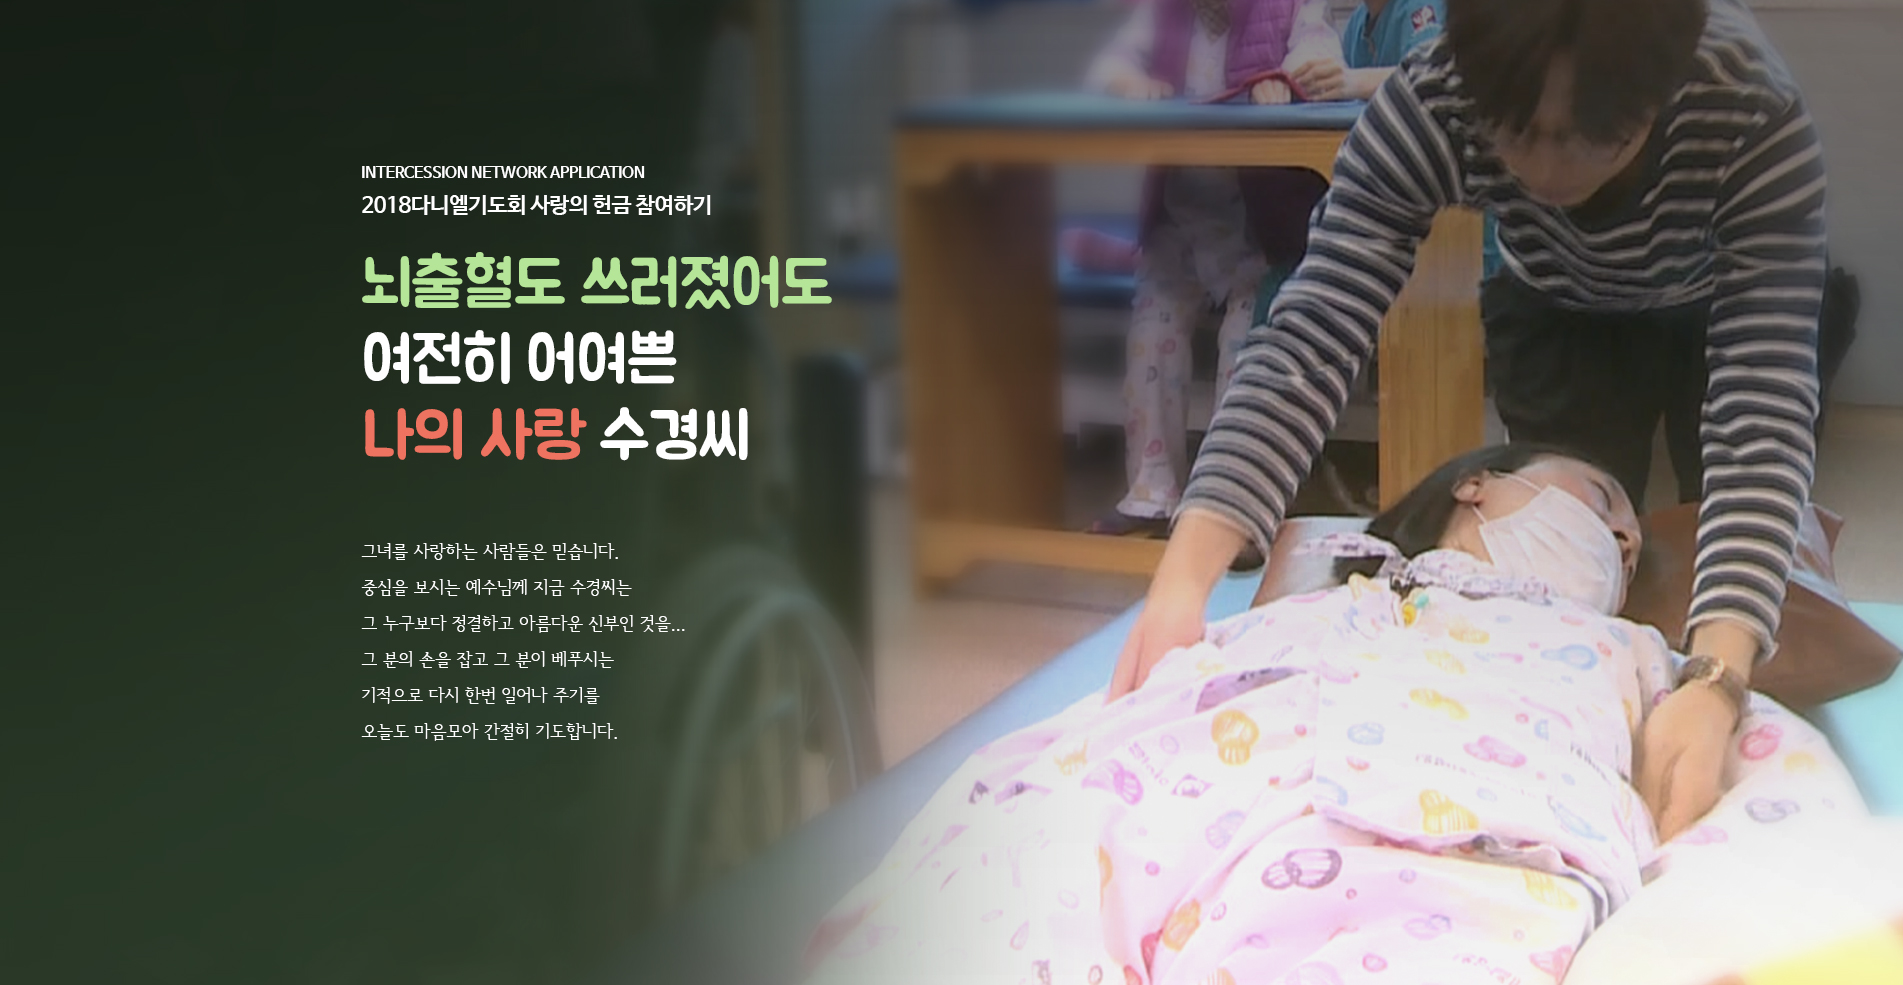 INTERCESSION NETWORK APPLICATION
2018다니엘기도회 사랑의 헌금 참여하기
뇌출혈도 쓰러졌어도
여전히 어여쁜
나의 사랑 수경씨
그녀를 사랑하는 사람들은 믿습니다.
중심을 보시는 예수님께 지금 수경씨는
그 누구보다 정결하고 아름다운 신부인 것을...
그 분의 손을 잡고 그 분이 베푸시는
기적으로 다시 한번 일어나 주기를
오늘도 마음모아 간절히 기도합니다.